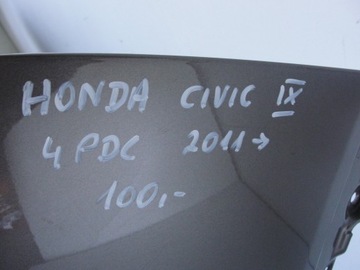 HONDA CIVIC IX
4 PDC 2011→
100,-